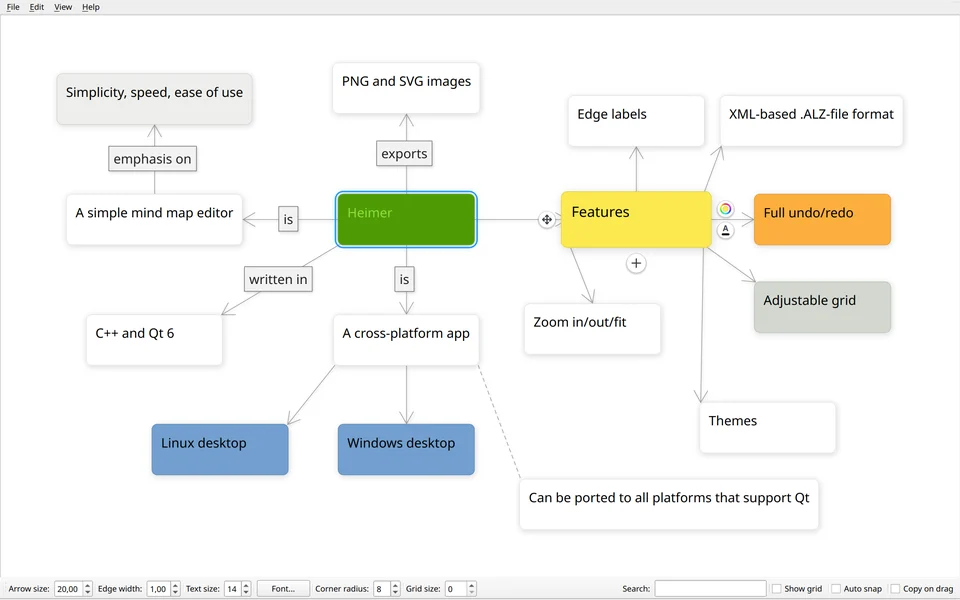 File Edit View Help
Simplicity, speed, ease of use
PNG and SVG images
Edge labels
XML-based .ALZ-file format
emphasis on
exports
A simple mind map editor
is
Heimer
Features
Full undo/redo
A
written in
is
Adjustable grid
C++ and Qt 6
A cross-platform app
Zoom in/out/fit
Themes
Linux desktop
Windows desktop
Can be ported to all platforms that support Qt
Arrow size: 20,00 Edge width: 1,00 Text size: 14 Font... Corner radius: 8 Grid size: 0 Search: Show grid Auto snap Copy on drag